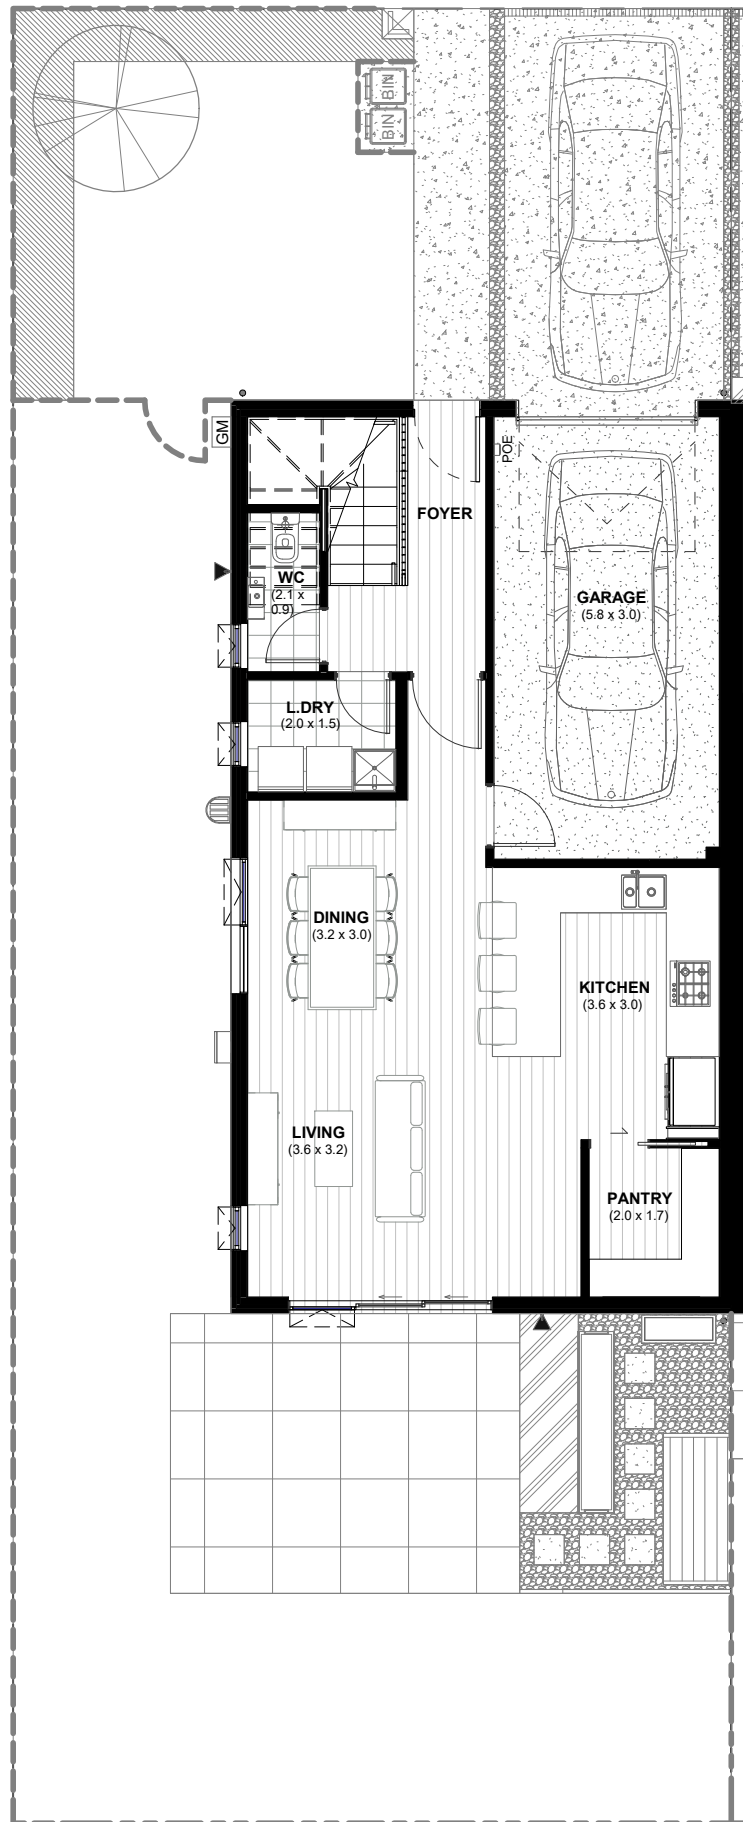 BIN
BIN
GM
POE
FOYER
WC
(2.1 x
0.9)
GARAGE
(5.8 x 3.0)
L.DRY
(2.0 x 1.5)
DINING
(3.2 x 3.0)
KITCHEN
(3.6 x 3.0)
LIVING
(3.6 x 3.2)
PANTRY
(2.0 x 1.7)